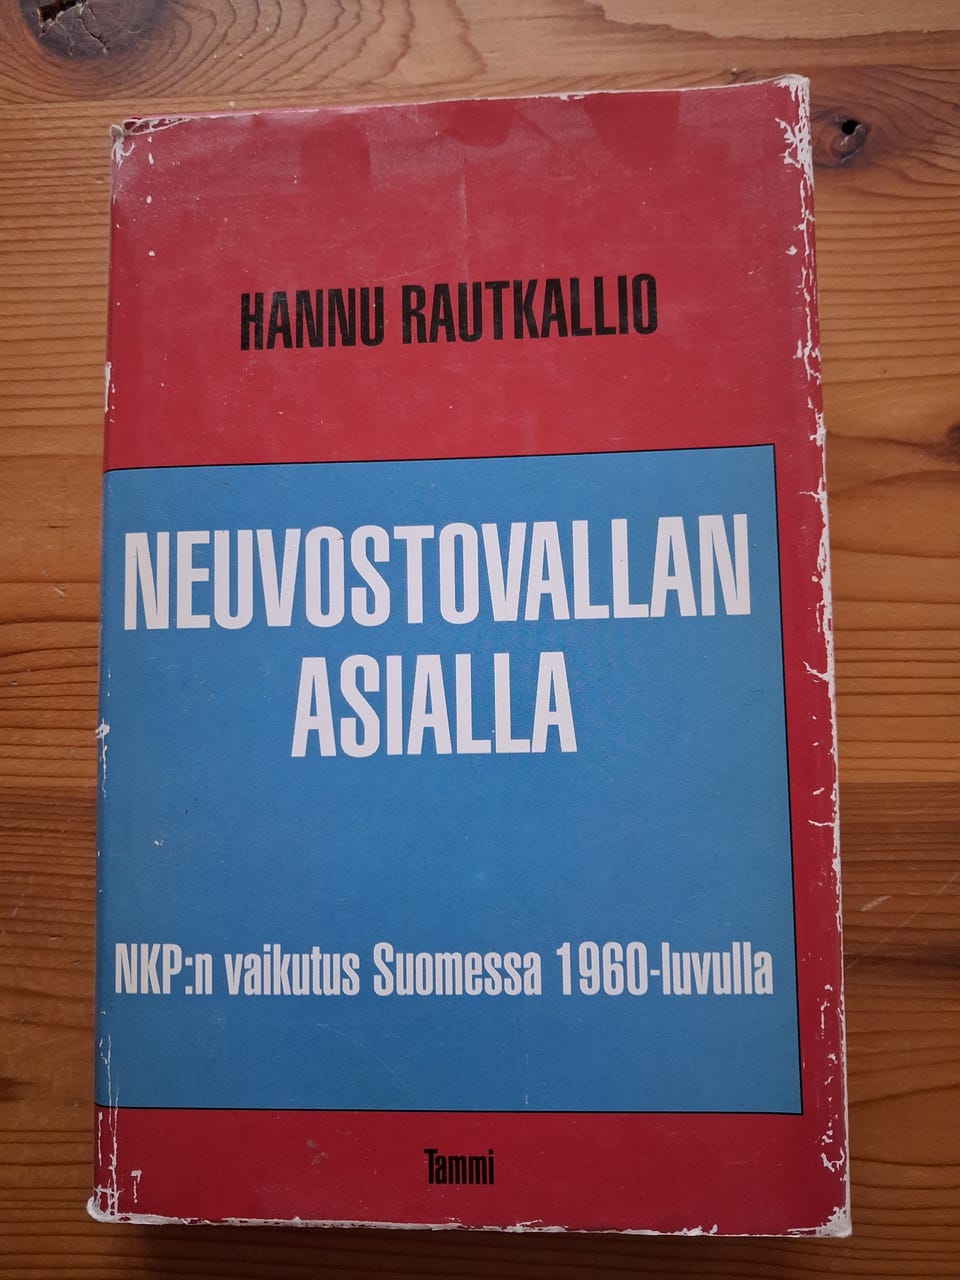 HANNU RAUTKALLIO
NEUVOSTOVALLAN
ASIALLA
NKP:n vaikutus Suomessa 1960-luvulla
Tammi